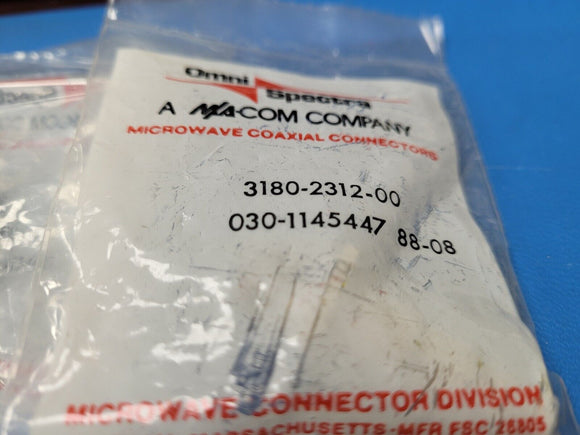 Omni
Spectra
A M/A-COM COMPANY
MICROWAVE COAXIAL CONNECTORS
3180-2312-00
030-1145447 88-08
MICROWAVE CONNECTOR DIVISION
MASSACHUSETTS-MFR FSC 26805